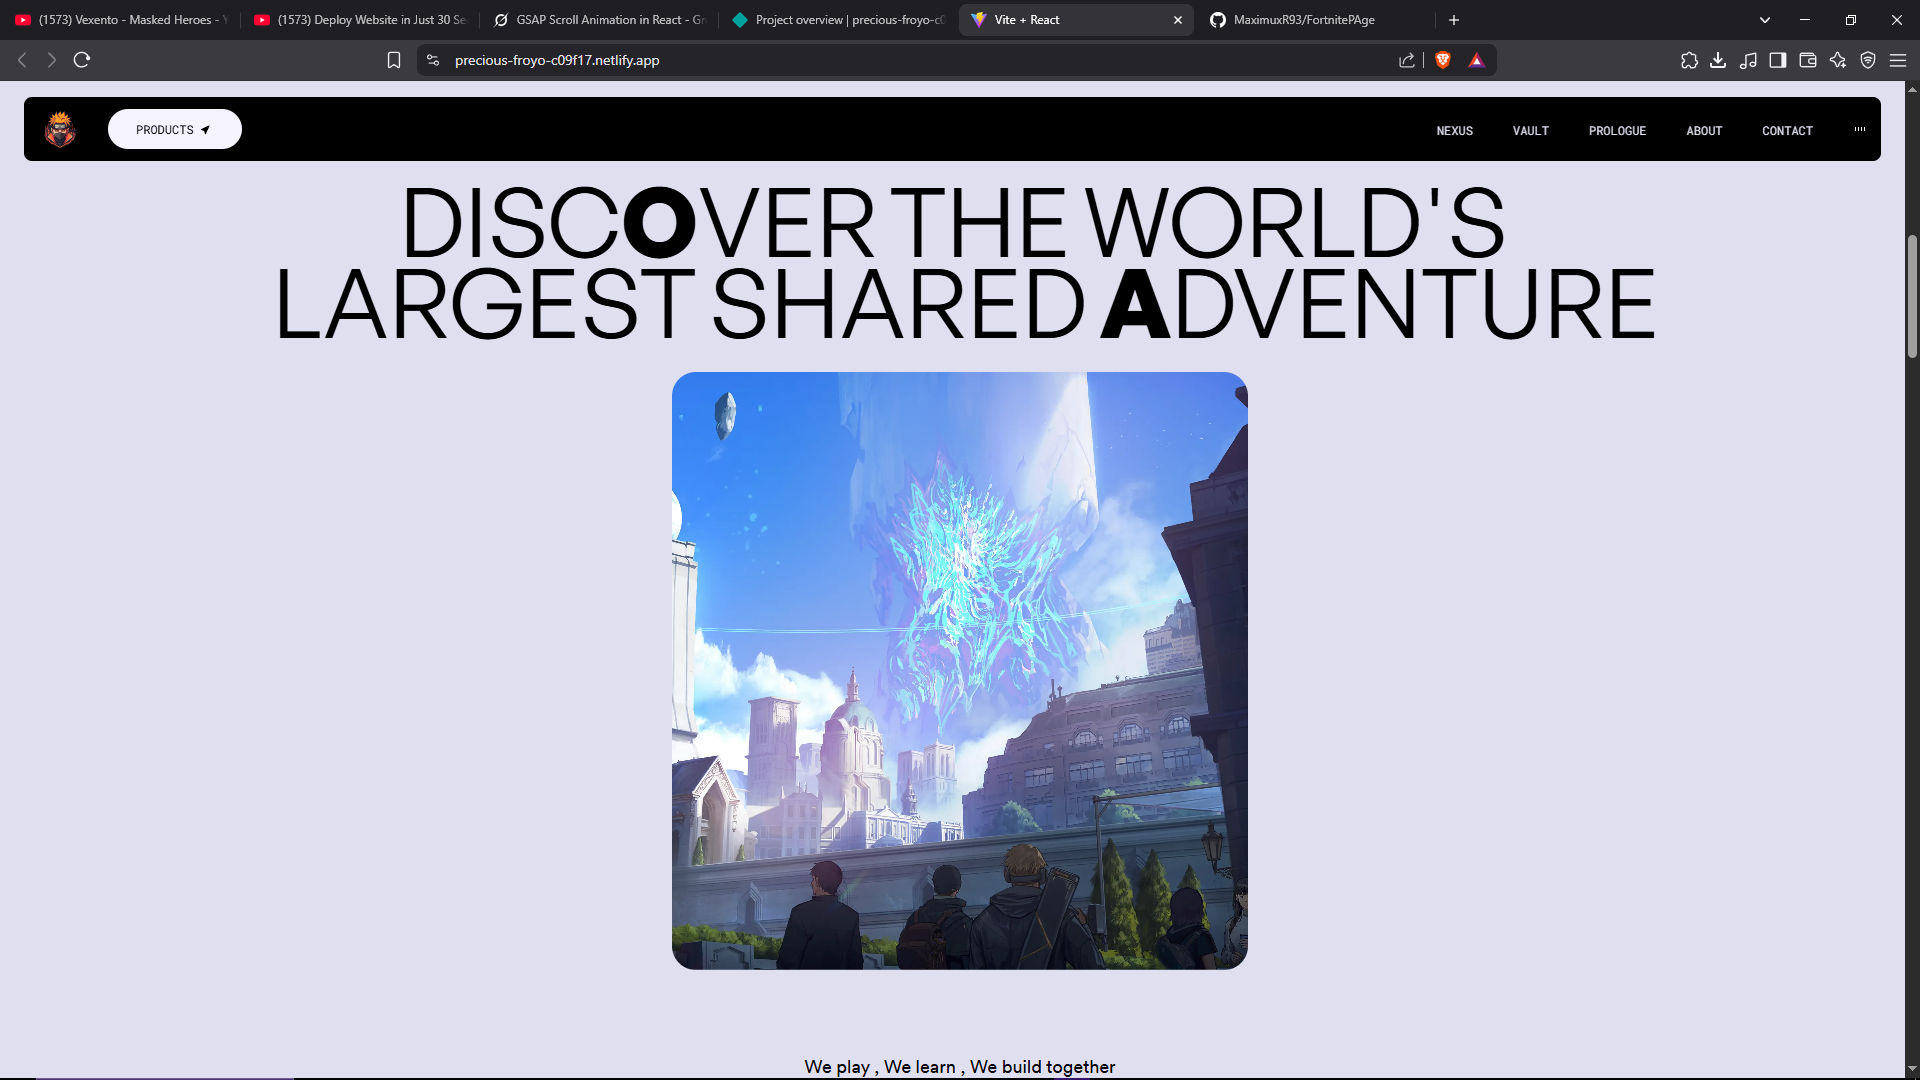 (1573) Vexento - Masked Heroes - Y
(1573) Deploy Website in Just 30 Se
GSAP Scroll Animation in React - Gr
Project overview | precious-froyo-c0
Vite + React
MaximuxR93/FortnitePAge
precious-froyo-c09f17.netlify.app
PRODUCTS
NEXUS
VAULT
PROLOGUE
ABOUT
CONTACT
DISCOVER THE WORLD'S
LARGEST SHARED ADVENTURE
We play , We learn , We build together